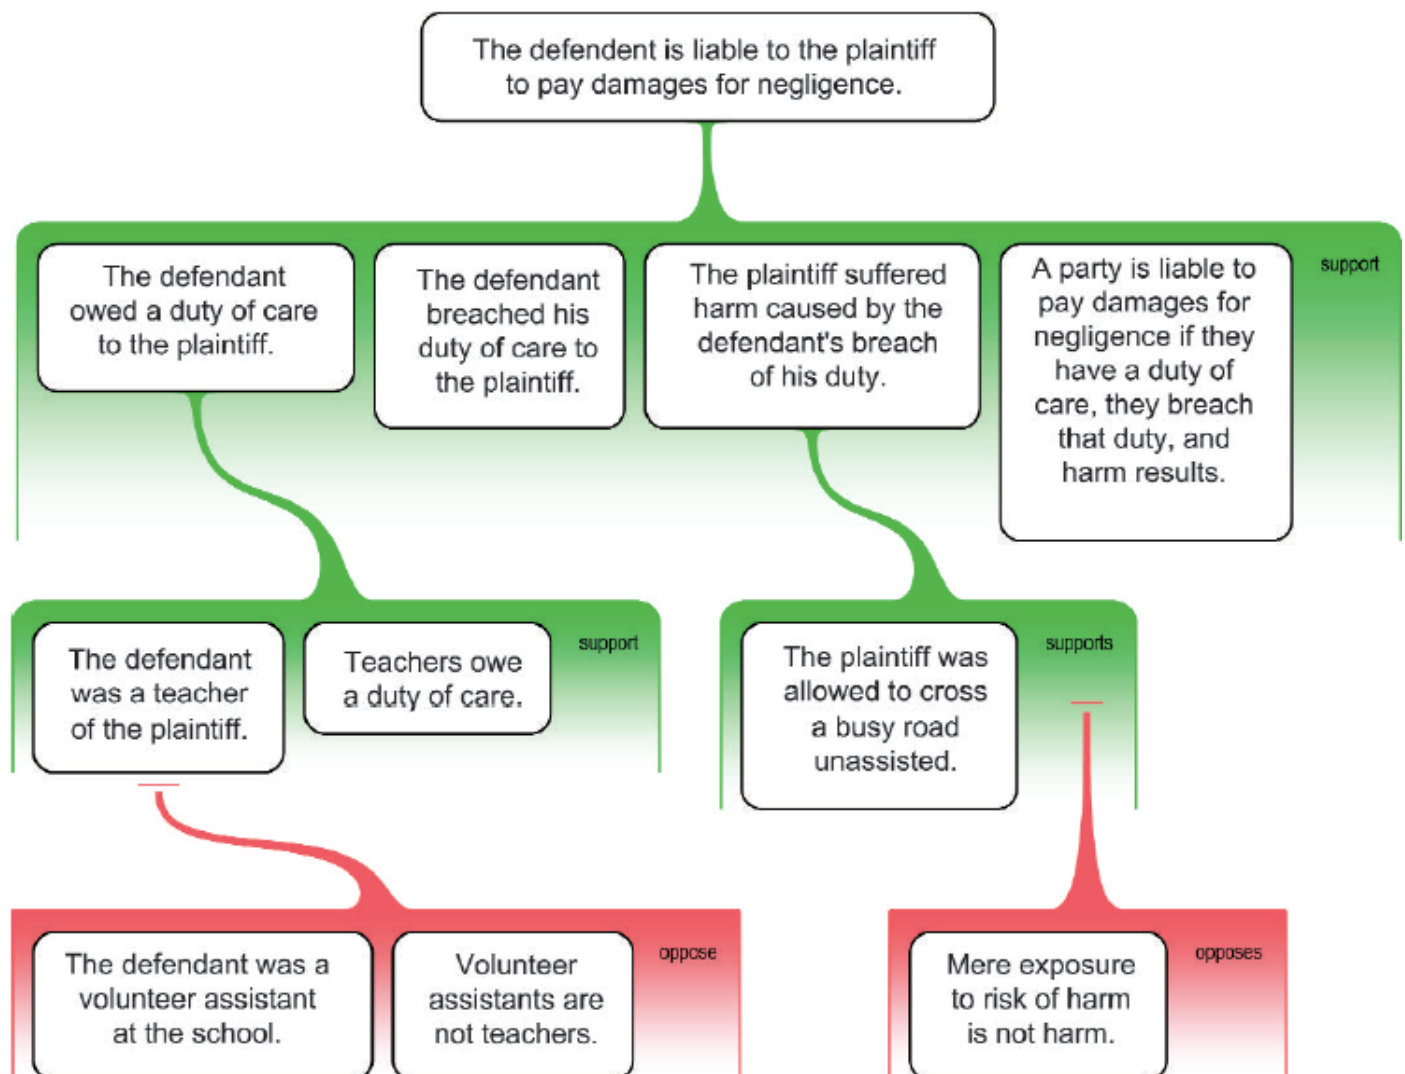 The defendent is liable to the plaintiff
to pay damages for negligence.
The defendant
owed a duty of care
to the plaintiff.
The defendant
breached his
duty of care to
the plaintiff.
The plaintiff suffered
harm caused by the
defendant's breach
of his duty.
A party is liable to
pay damages for
negligence if they
have a duty of
care, they breach
that duty, and
harm results.
support
The defendant
was a teacher
of the plaintiff.
Teachers owe
a duty of care.
support
The plaintiff was
allowed to cross
a busy road
unassisted.
supports
The defendant was a
volunteer assistant
at the school.
Volunteer
assistants are
not teachers.
oppose
Mere exposure
to risk of harm
is not harm.
opposes